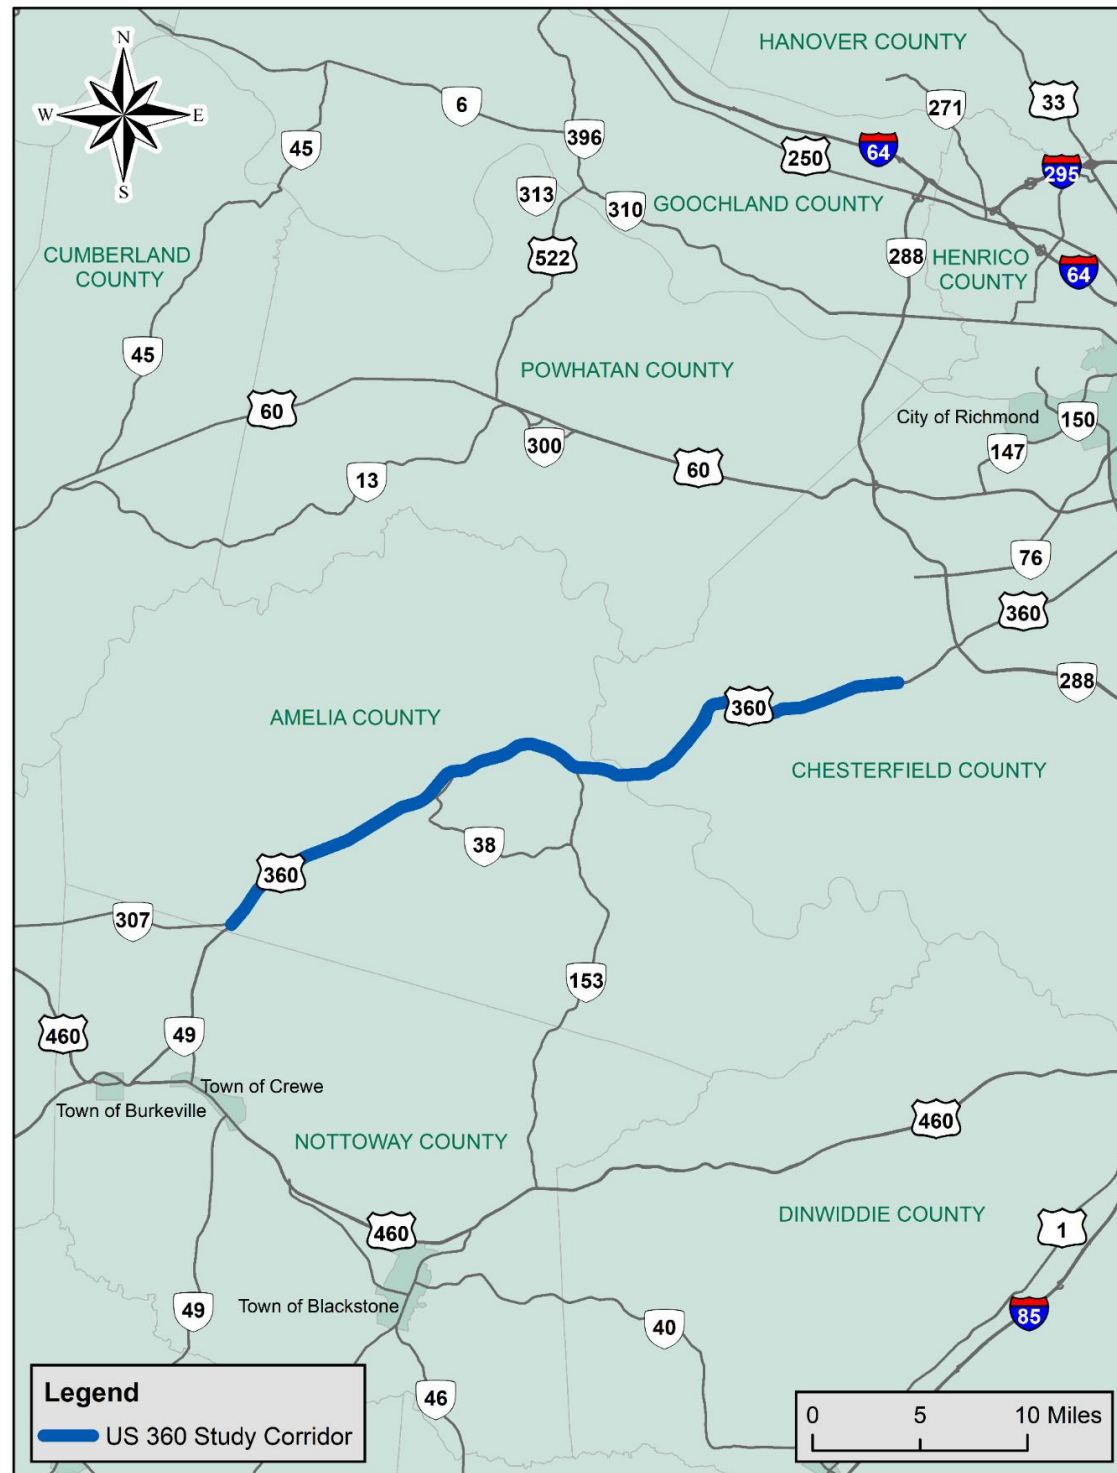 HANOVER COUNTY
N
W
E
S
6
271
33
45
396
250
64
295
313
310
GOOCHLAND COUNTY
522
288
HENRICO
COUNTY
64
CUMBERLAND
COUNTY
45
POWHATAN COUNTY
60
City of Richmond
150
300
147
60
13
76
360
288
AMELIA COUNTY
360
CHESTERFIELD COUNTY
38
360
307
153
460
49
Town of Crewe
Town of Burkeville
460
NOTTOWAY COUNTY
DINWIDDIE COUNTY
460
1
49
Town of Blackstone
85
40
46
Legend
US 360 Study Corridor
0 5 10 Miles